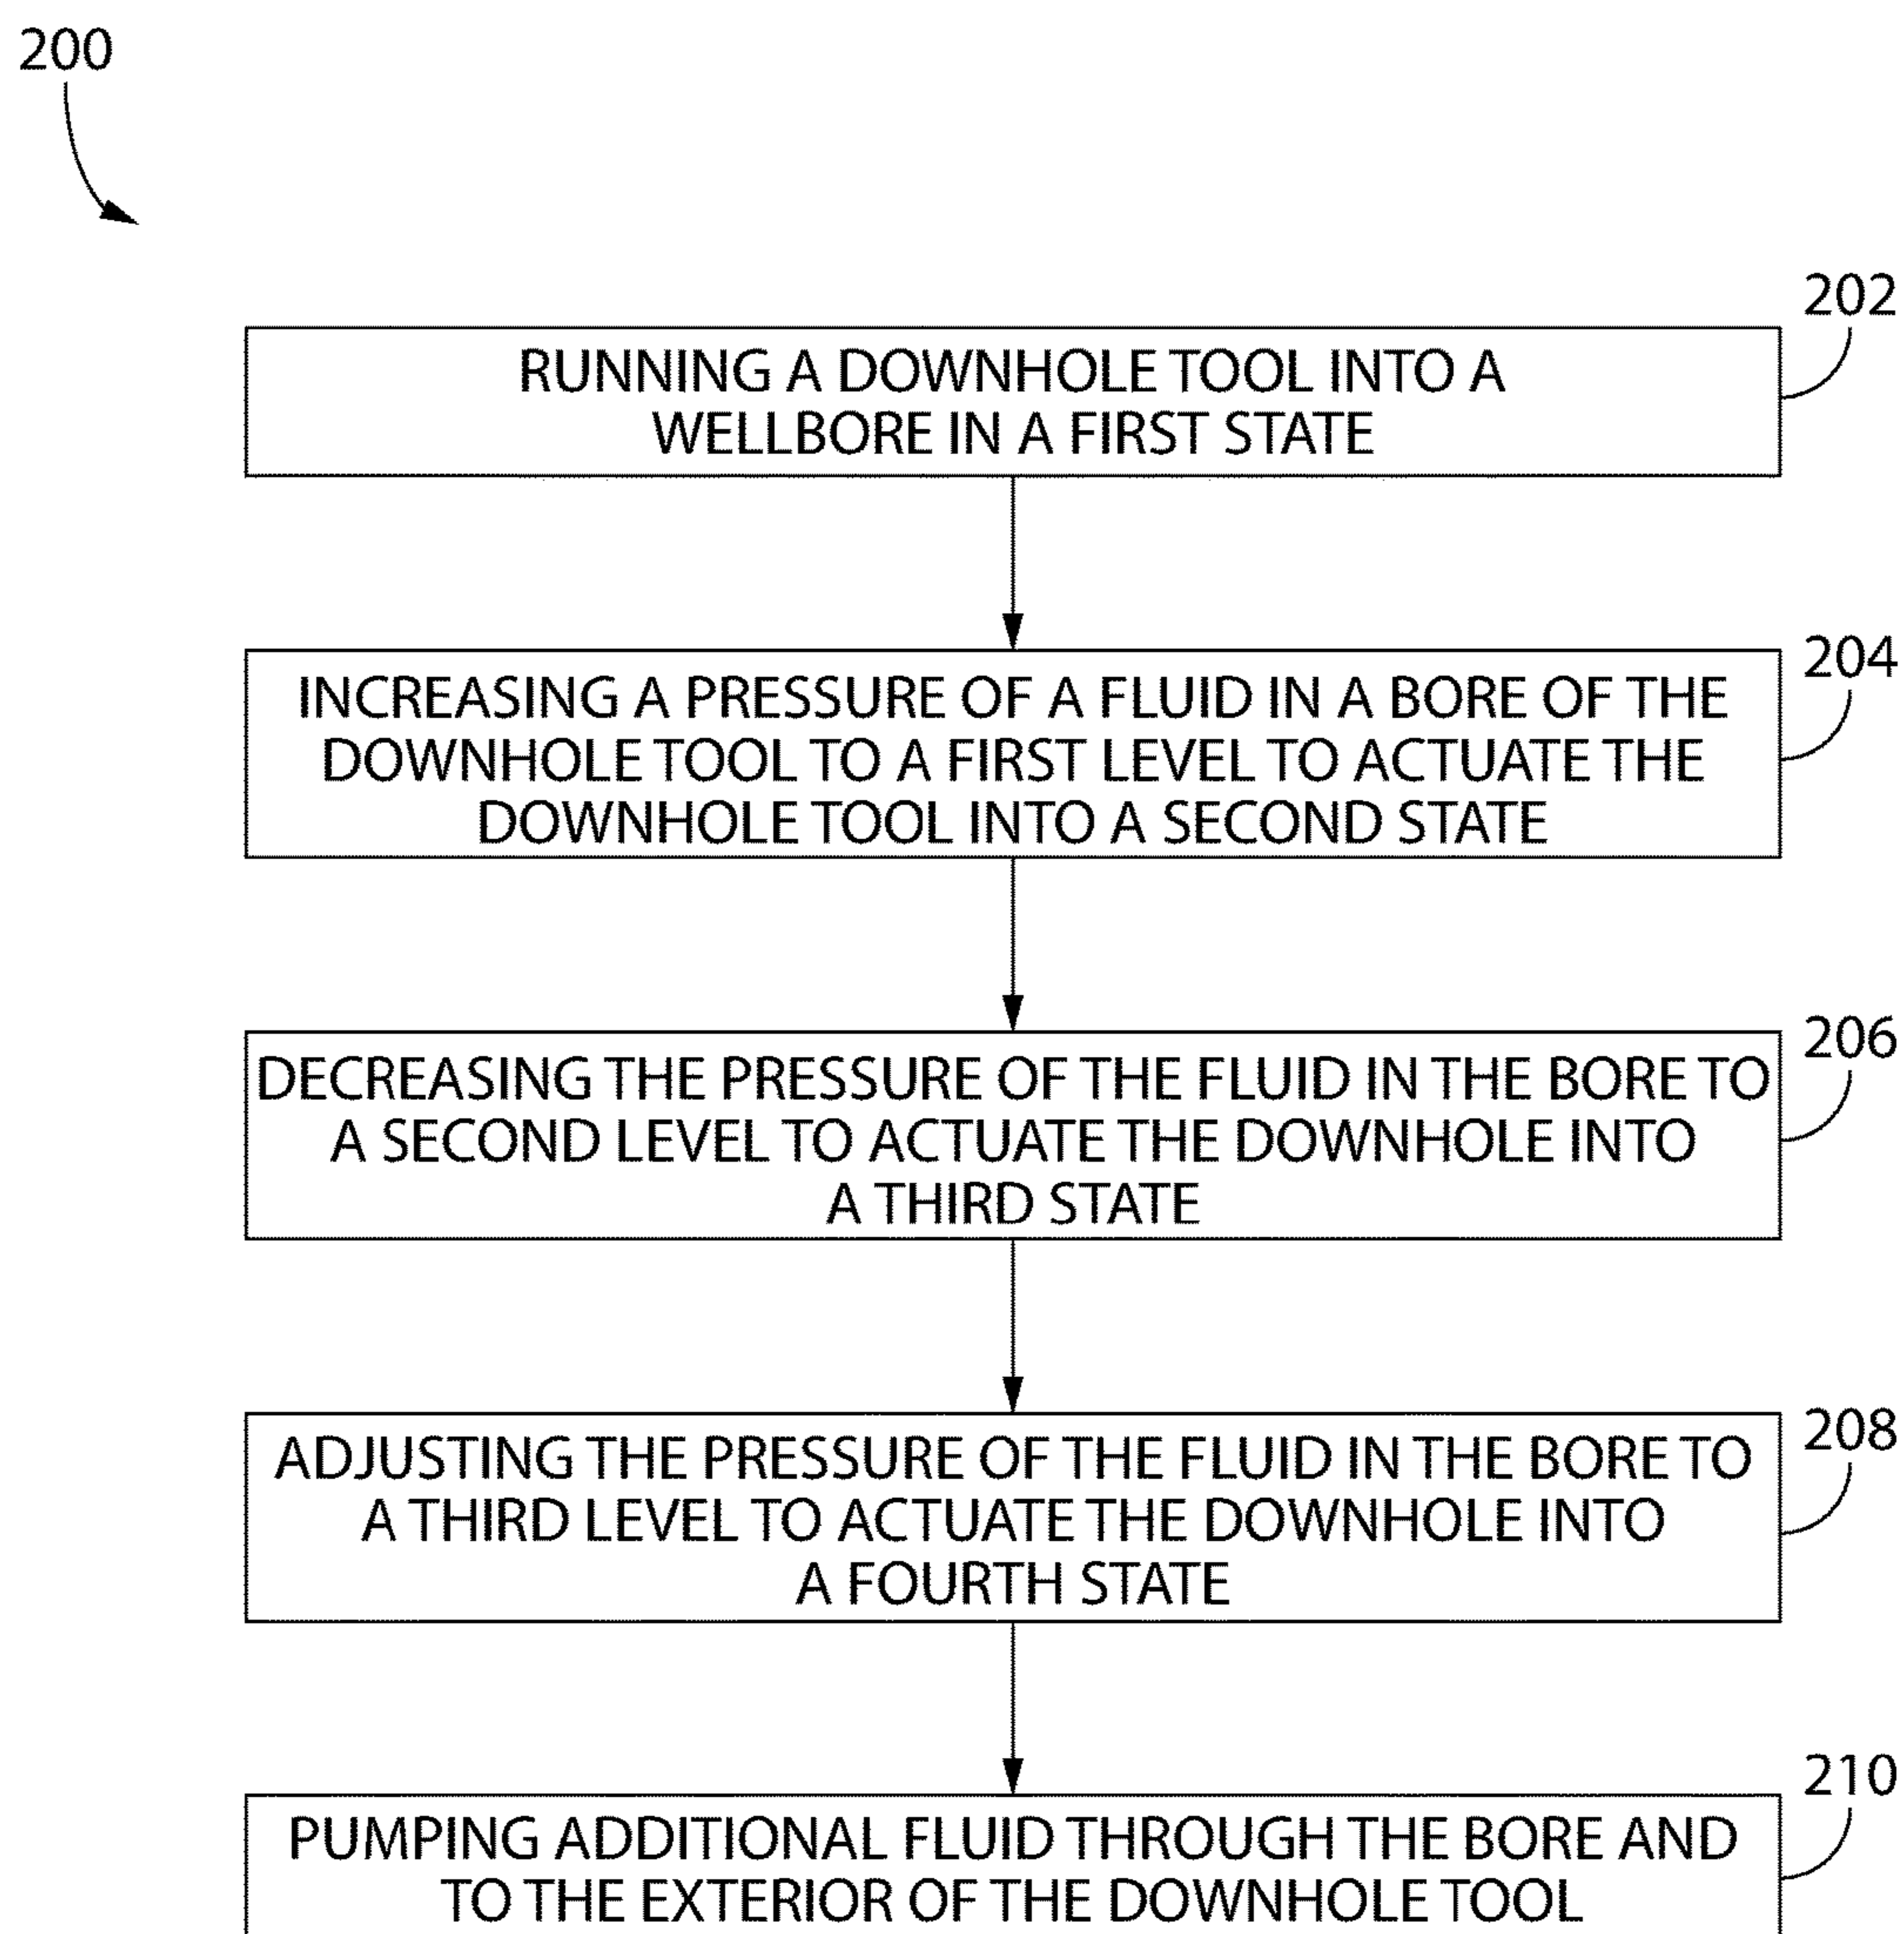 200
202
RUNNING A DOWNHOLE TOOL INTO A
WELLBORE IN A FIRST STATE
204
INCREASING A PRESSURE OF A FLUID IN A BORE OF THE
DOWNHOLE TOOL TO A FIRST LEVEL TO ACTUATE THE
DOWNHOLE TOOL INTO A SECOND STATE
206
DECREASING THE PRESSURE OF THE FLUID IN THE BORE TO
A SECOND LEVEL TO ACTUATE THE DOWNHOLE INTO
A THIRD STATE
208
ADJUSTING THE PRESSURE OF THE FLUID IN THE BORE TO
A THIRD LEVEL TO ACTUATE THE DOWNHOLE INTO
A FOURTH STATE
210
PUMPING ADDITIONAL FLUID THROUGH THE BORE AND
TO THE EXTERIOR OF THE DOWNHOLE TOOL